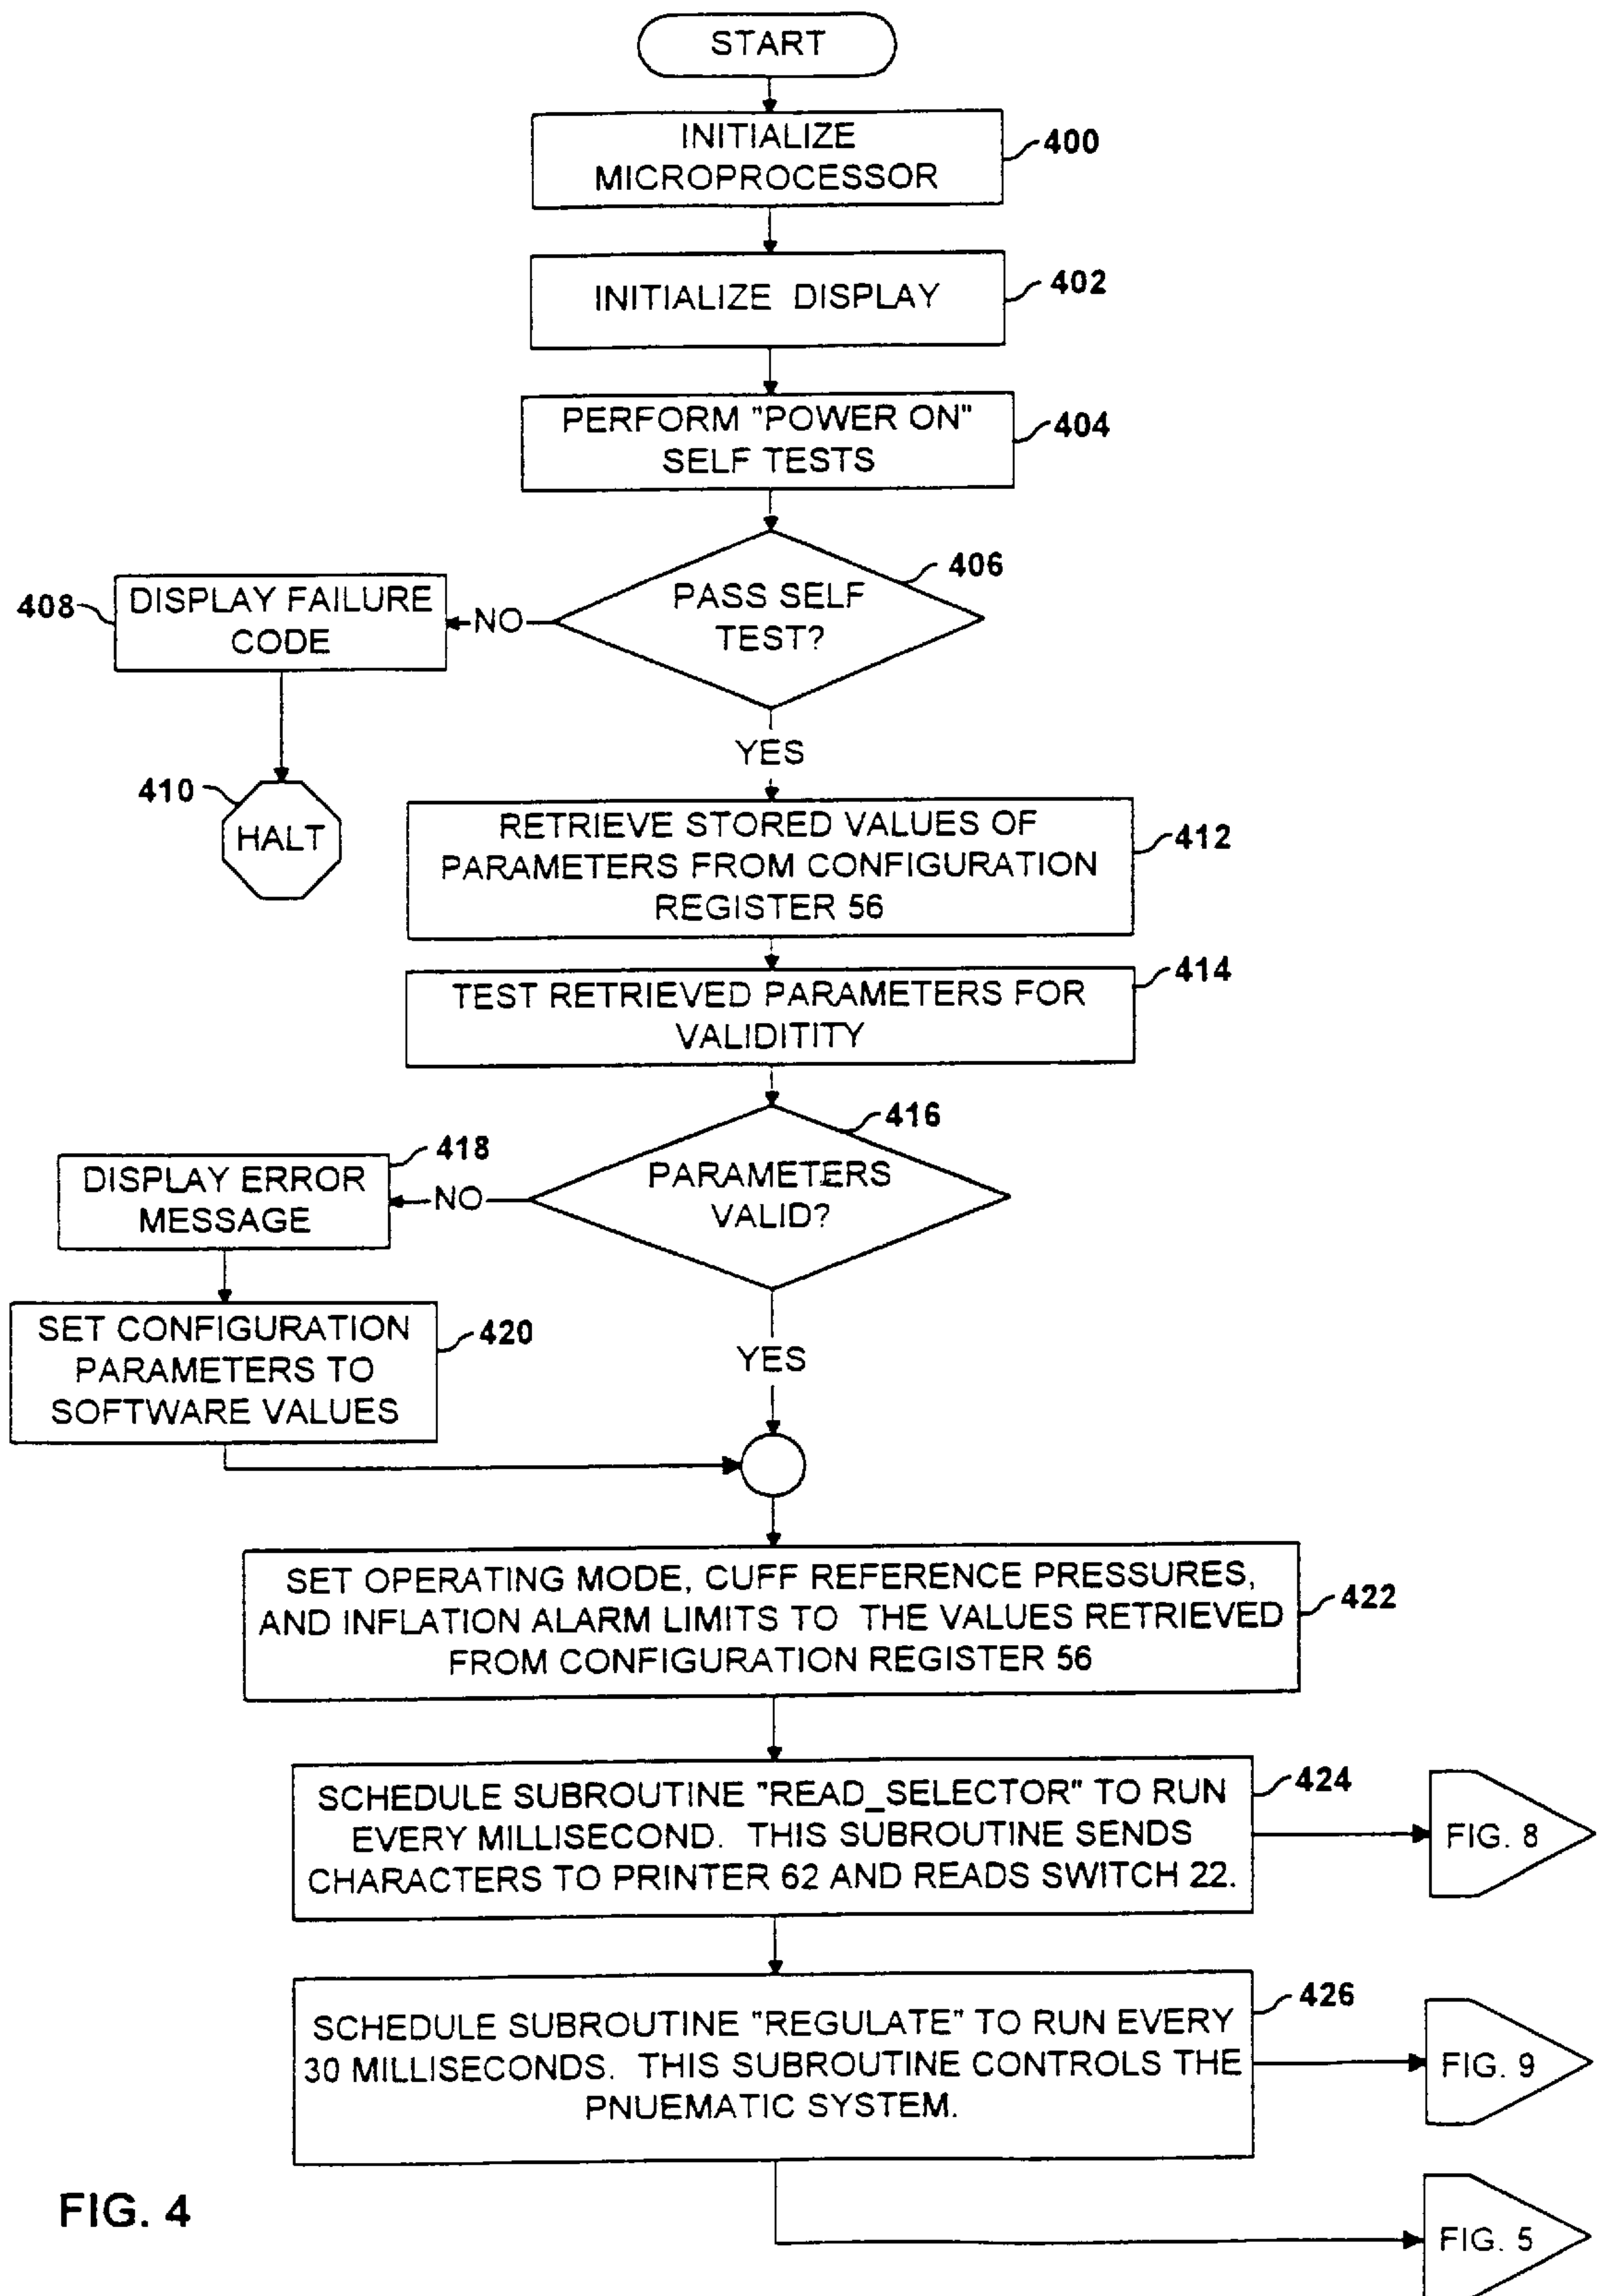 START
INITIALIZE
MICROPROCESSOR
400
INITIALIZE DISPLAY
402
PERFORM "POWER ON"
SELF TESTS
404
PASS SELF
TEST?
406
NO
DISPLAY FAILURE
CODE
408
YES
410
HALT
RETRIEVE STORED VALUES OF
PARAMETERS FROM CONFIGURATION
REGISTER 56
412
TEST RETRIEVED PARAMETERS FOR
VALIDITITY
414
PARAMETERS
VALID?
416
NO
DISPLAY ERROR
MESSAGE
418
SET CONFIGURATION
PARAMETERS TO
SOFTWARE VALUES
420
YES
SET OPERATING MODE, CUFF REFERENCE PRESSURES,
AND INFLATION ALARM LIMITS TO THE VALUES RETRIEVED
FROM CONFIGURATION REGISTER 56
422
SCHEDULE SUBROUTINE "READ_SELECTOR" TO RUN
EVERY MILLISECOND. THIS SUBROUTINE SENDS
CHARACTERS TO PRINTER 62 AND READS SWITCH 22.
424
FIG. 8
SCHEDULE SUBROUTINE "REGULATE" TO RUN EVERY
30 MILLISECONDS. THIS SUBROUTINE CONTROLS THE
PNUEMATIC SYSTEM.
426
FIG. 9
FIG. 4
FIG. 5